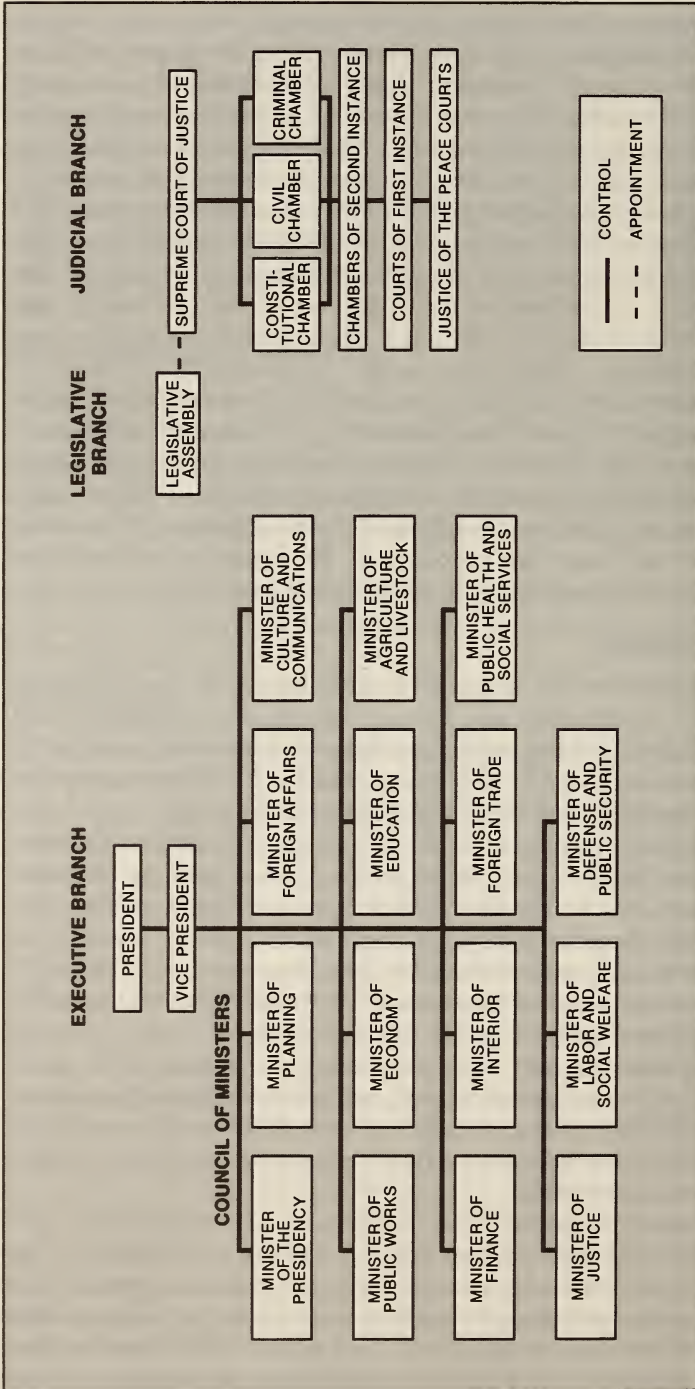 EXECUTIVE BRANCH
PRESIDENT
VICE PRESIDENT
COUNCIL OF MINISTERS
MINISTER
OF THE
PRESIDENCY
MINISTER OF
PLANNING
MINISTER OF
FOREIGN AFFAIRS
MINISTER OF
CULTURE AND
COMMUNICATIONS
MINISTER OF
PUBLIC WORKS
MINISTER OF
ECONOMY
MINISTER OF
EDUCATION
MINISTER OF
AGRICULTURE
AND LIVESTOCK
MINISTER OF
FINANCE
MINISTER OF
INTERIOR
MINISTER OF
FOREIGN TRADE
MINISTER OF
PUBLIC HEALTH AND
SOCIAL SERVICES
MINISTER OF
JUSTICE
MINISTER OF
LABOR AND
SOCIAL WELFARE
MINISTER OF
DEFENSE AND
PUBLIC SECURITY
LEGISLATIVE
BRANCH
LEGISLATIVE
ASSEMBLY
JUDICIAL BRANCH
SUPREME COURT OF JUSTICE
CONSTI-
TUTIONAL
CHAMBER
CIVIL
CHAMBER
CRIMINAL
CHAMBER
CHAMBERS OF SECOND INSTANCE
COURTS OF FIRST INSTANCE
JUSTICE OF THE PEACE COURTS
CONTROL
APPOINTMENT